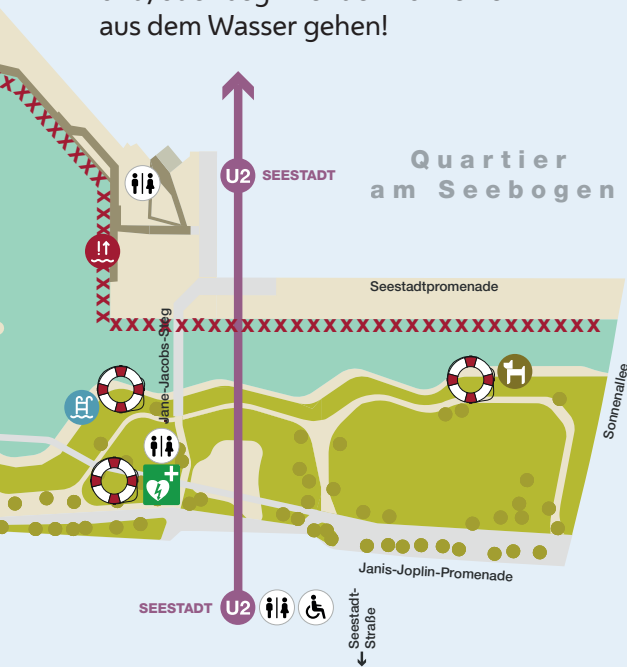 aus dem Wasser gehen!
U2 SEESTADT
Quartier
am Seebogen
Seestadtpromenade
Jane-Jacobs-Steg
Sonnenallee
Janis-Joplin-Promenade
SEESTADT U2
Seestadt-
Straße